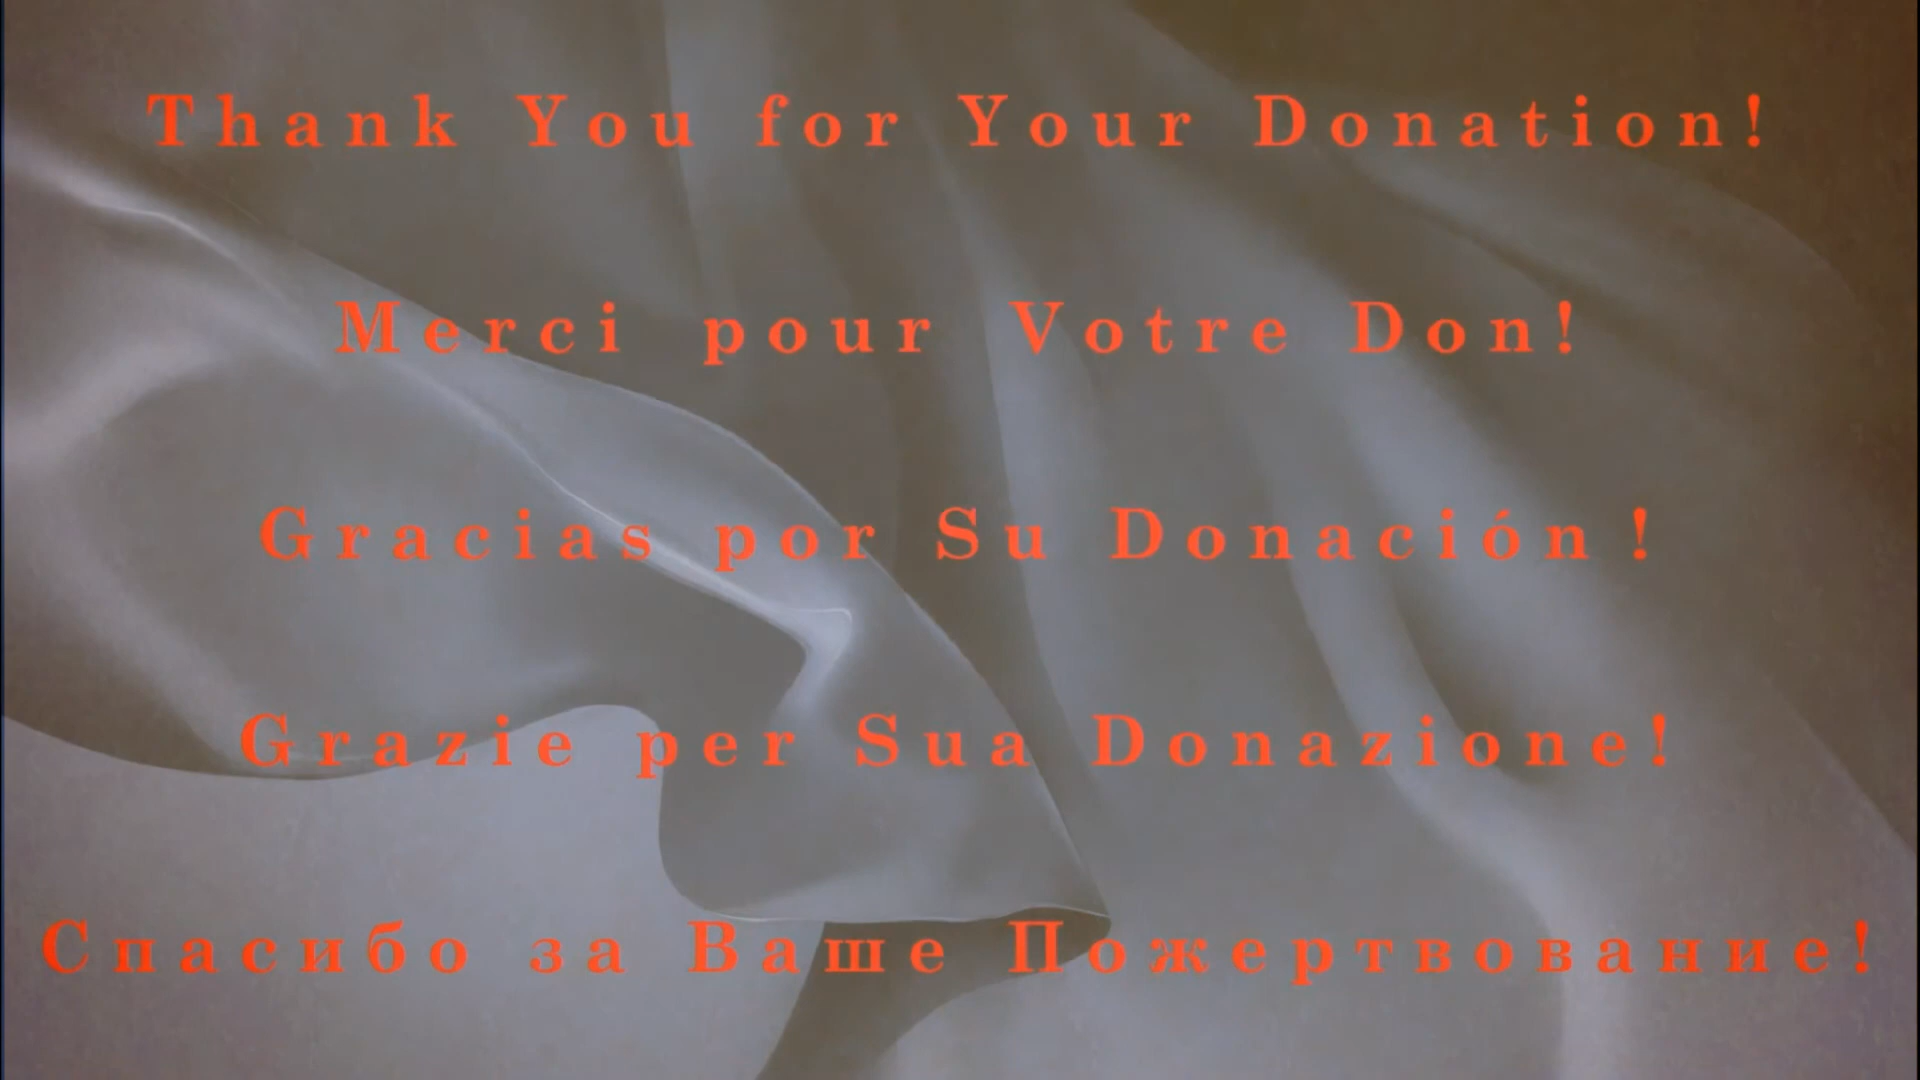 Thank You for Your Donation!
Merci pour Votre Don!
Gracias por Su Donación !
Grazie per Sua Donazione!
Спасибо за Ваше Пожертвование!